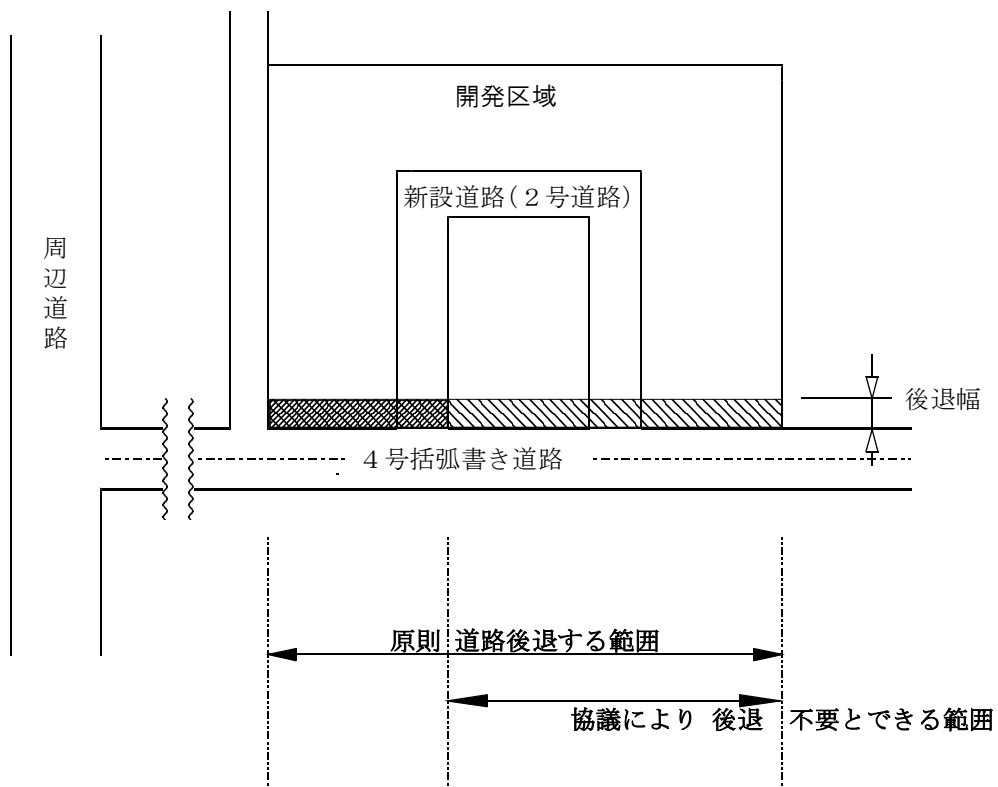 開発区域
新設道路(２号道路)
周辺道路
後退幅
４号括弧書き道路
原則 道路後退する範囲
協議により 後退 不要とできる範囲